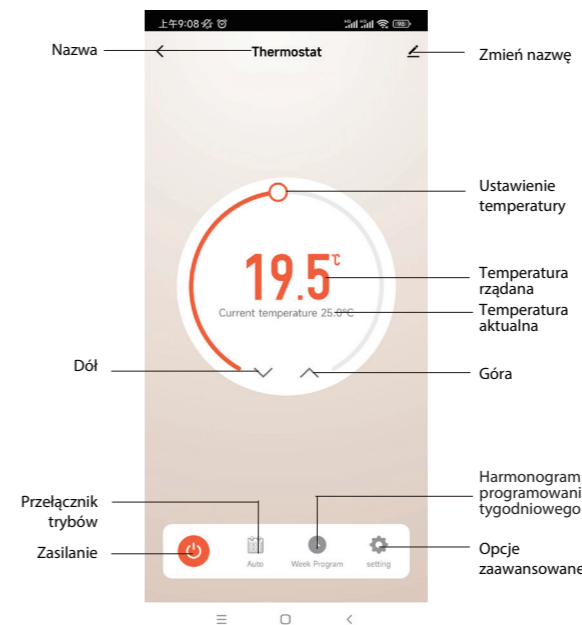 上午9:08
Nazwa
Thermostat
Zmień nazwę
Ustawienie
temperatury
19.5℃
Temperatura
rządana
Current temperature 25.0°C
Temperatura
aktualna
Dół
Góra
Harmonogram
programowani
tygodniowego
Przełącznik
trybów
Zasilanie
Auto
Week Program
setting
Opcje
zaawansowane